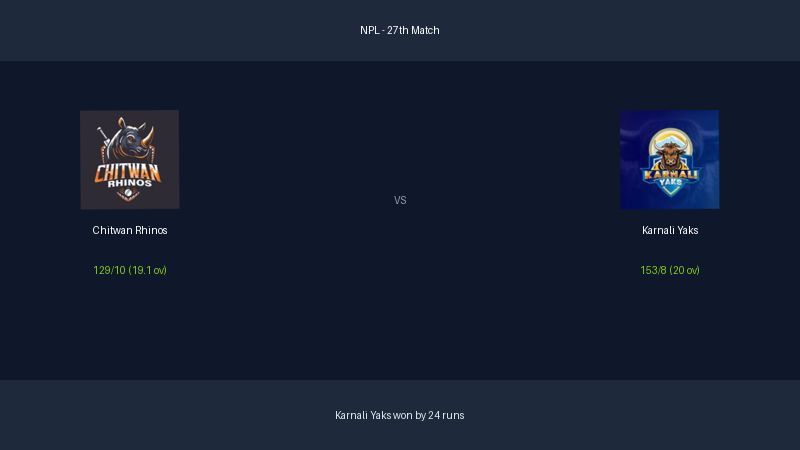 NPL - 27th Match
CHITWAN
RHINOS
KARNALI
YAKS
VS
Chitwan Rhinos
Karnali Yaks
129/10 (19.1 ov)
153/8 (20 ov)
Karnali Yaks won by 24 runs